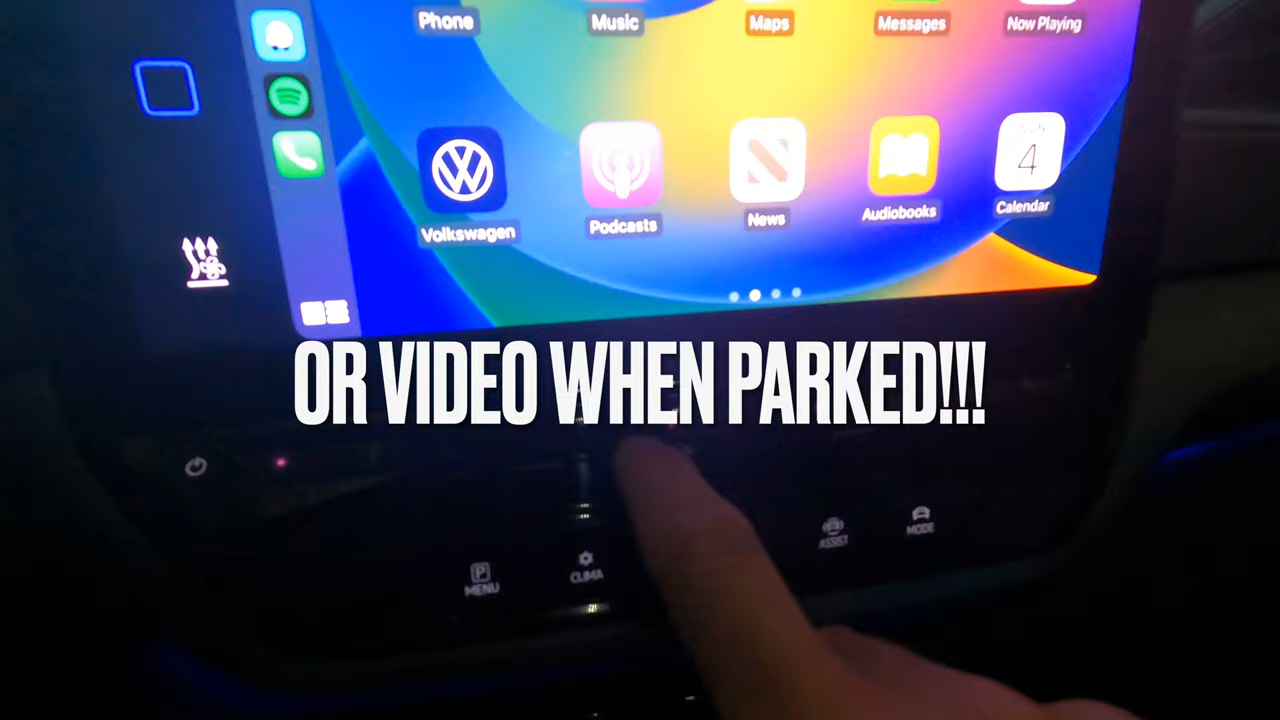 Phone
Music
Maps
Messages
Now Playing
Volkswagen
Podcasts
News
Audiobooks
SUN
4
Calendar
OR VIDEO WHEN PARKED!!!
P
MENU
CLIMA
ASSIST
MODE